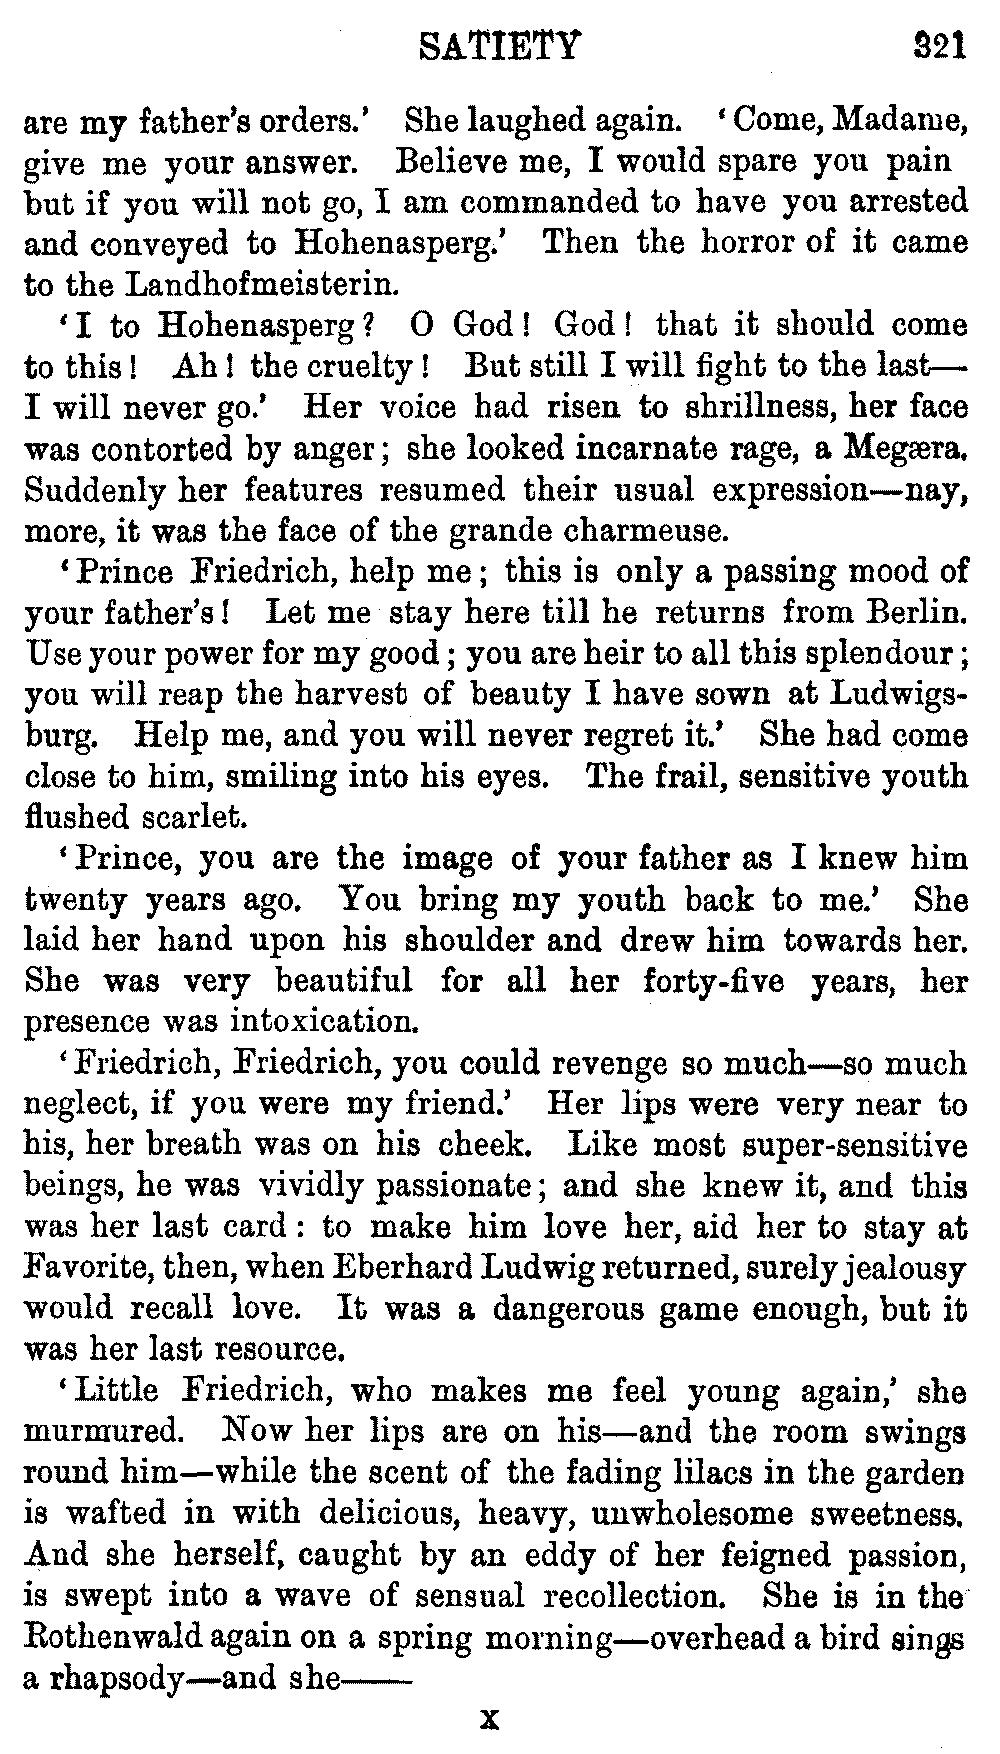 SATIETY 321
are my father's orders.' She laughed again. 'Come, Madame,
give me your answer. Believe me, I would spare you pain
but if you will not go, I am commanded to have you arrested
and conveyed to Hohenasperg.' Then the horror of it came
to the Landhofmeisterin.
'I to Hohenasperg? O God! God! that it should come
to this! Ah! the cruelty! But still I will fight to the last—
I will never go.' Her voice had risen to shrillness, her face
was contorted by anger; she looked incarnate rage, a Megæra.
Suddenly her features resumed their usual expression—nay,
more, it was the face of the grande charmeuse.
'Prince Friedrich, help me; this is only a passing mood of
your father's! Let me stay here till he returns from Berlin.
Use your power for my good; you are heir to all this splendour;
you will reap the harvest of beauty I have sown at Ludwigs-
burg. Help me, and you will never regret it.' She had come
close to him, smiling into his eyes. The frail, sensitive youth
flushed scarlet.
'Prince, you are the image of your father as I knew him
twenty years ago. You bring my youth back to me.' She
laid her hand upon his shoulder and drew him towards her.
She was very beautiful for all her forty-five years, her
presence was intoxication.
'Friedrich, Friedrich, you could revenge so much—so much
neglect, if you were my friend.' Her lips were very near to
his, her breath was on his cheek. Like most super-sensitive
beings, he was vividly passionate; and she knew it, and this
was her last card: to make him love her, aid her to stay at
Favorite, then, when Eberhard Ludwig returned, surely jealousy
would recall love. It was a dangerous game enough, but it
was her last resource.
'Little Friedrich, who makes me feel young again,' she
murmured. Now her lips are on his—and the room swings
round him—while the scent of the fading lilacs in the garden
is wafted in with delicious, heavy, unwholesome sweetness.
And she herself, caught by an eddy of her feigned passion,
is swept into a wave of sensual recollection. She is in the
Rothenwald again on a spring morning—overhead a bird sings
a rhapsody—and she——
X